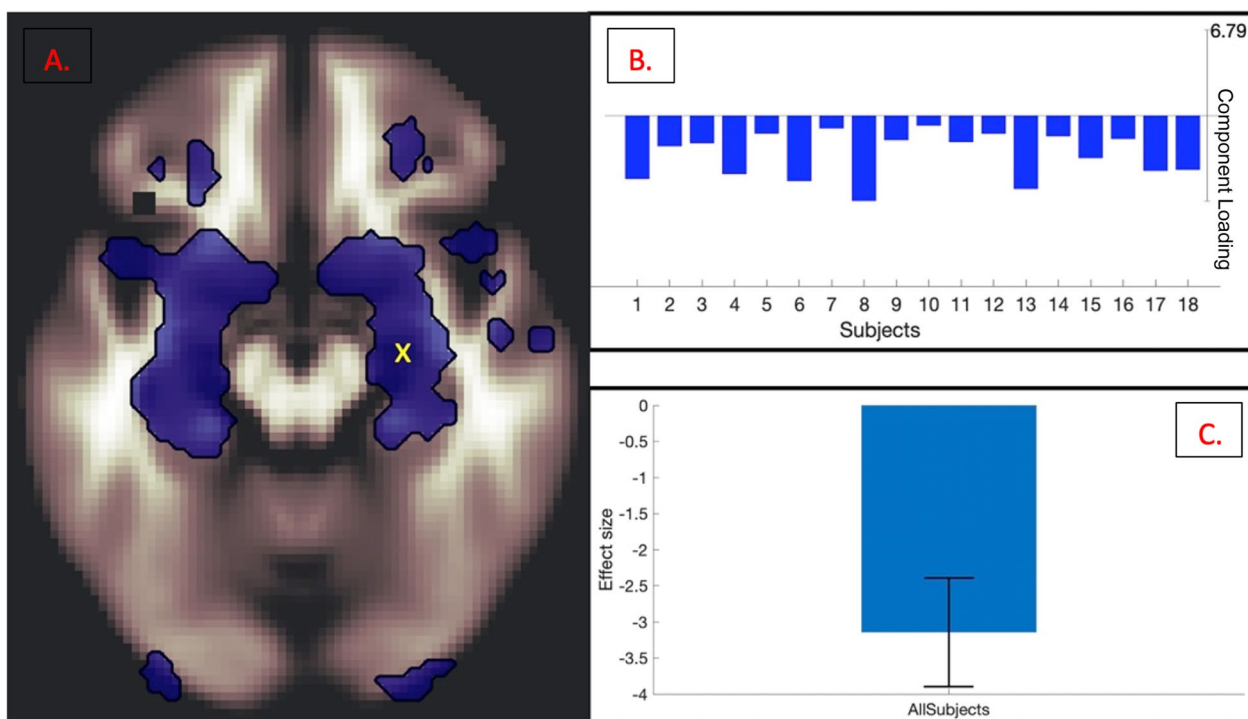 A.
X
B.
6.79
Component Loading
1 2 3 4 5 6 7 8 9 10 11 12 13 14 15 16 17 18
Subjects
C.
0
-0.5
-1
-1.5
-2
-2.5
-3
-3.5
-4
Effect size
AllSubjects